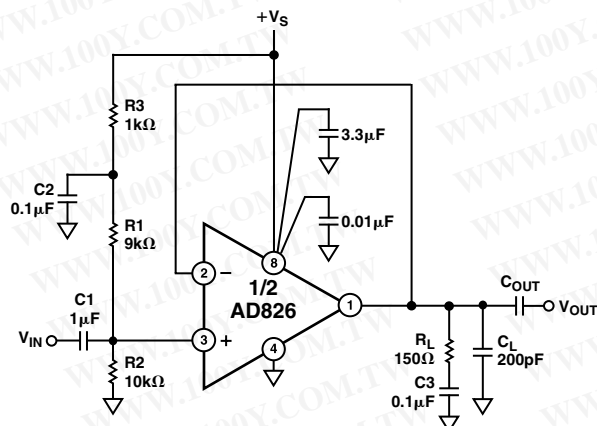 +VS
R3
1kΩ
3.3μF
C2
0.1μF
R1
9kΩ
0.01μF
8
2
−
1/2
AD826
1
COUT
VOUT
C1
1μF
VIN
3
+
4
RL
150Ω
CL
200pF
R2
10kΩ
C3
0.1μF
WWW.100Y.COM.TW